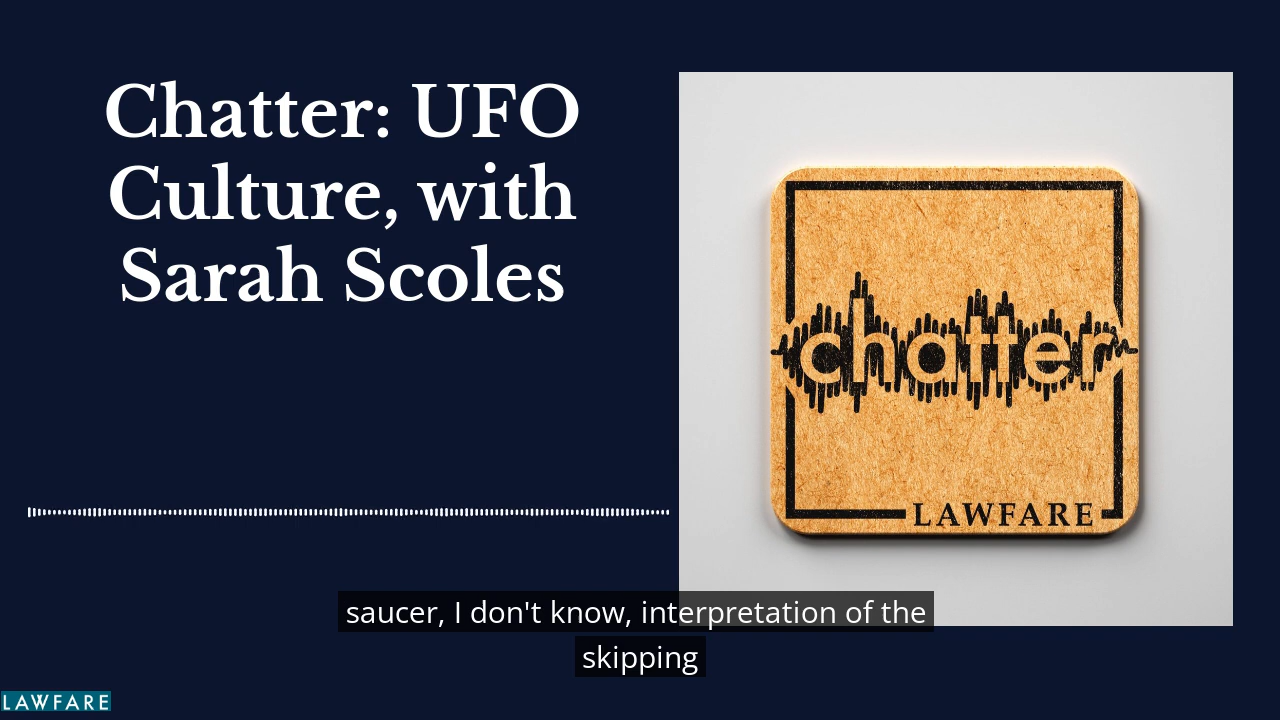 Chatter: UFO
Culture, with
Sarah Scoles
chatter
LAWFARE
saucer, I don't know, interpretation of the
skipping
LAWFARE